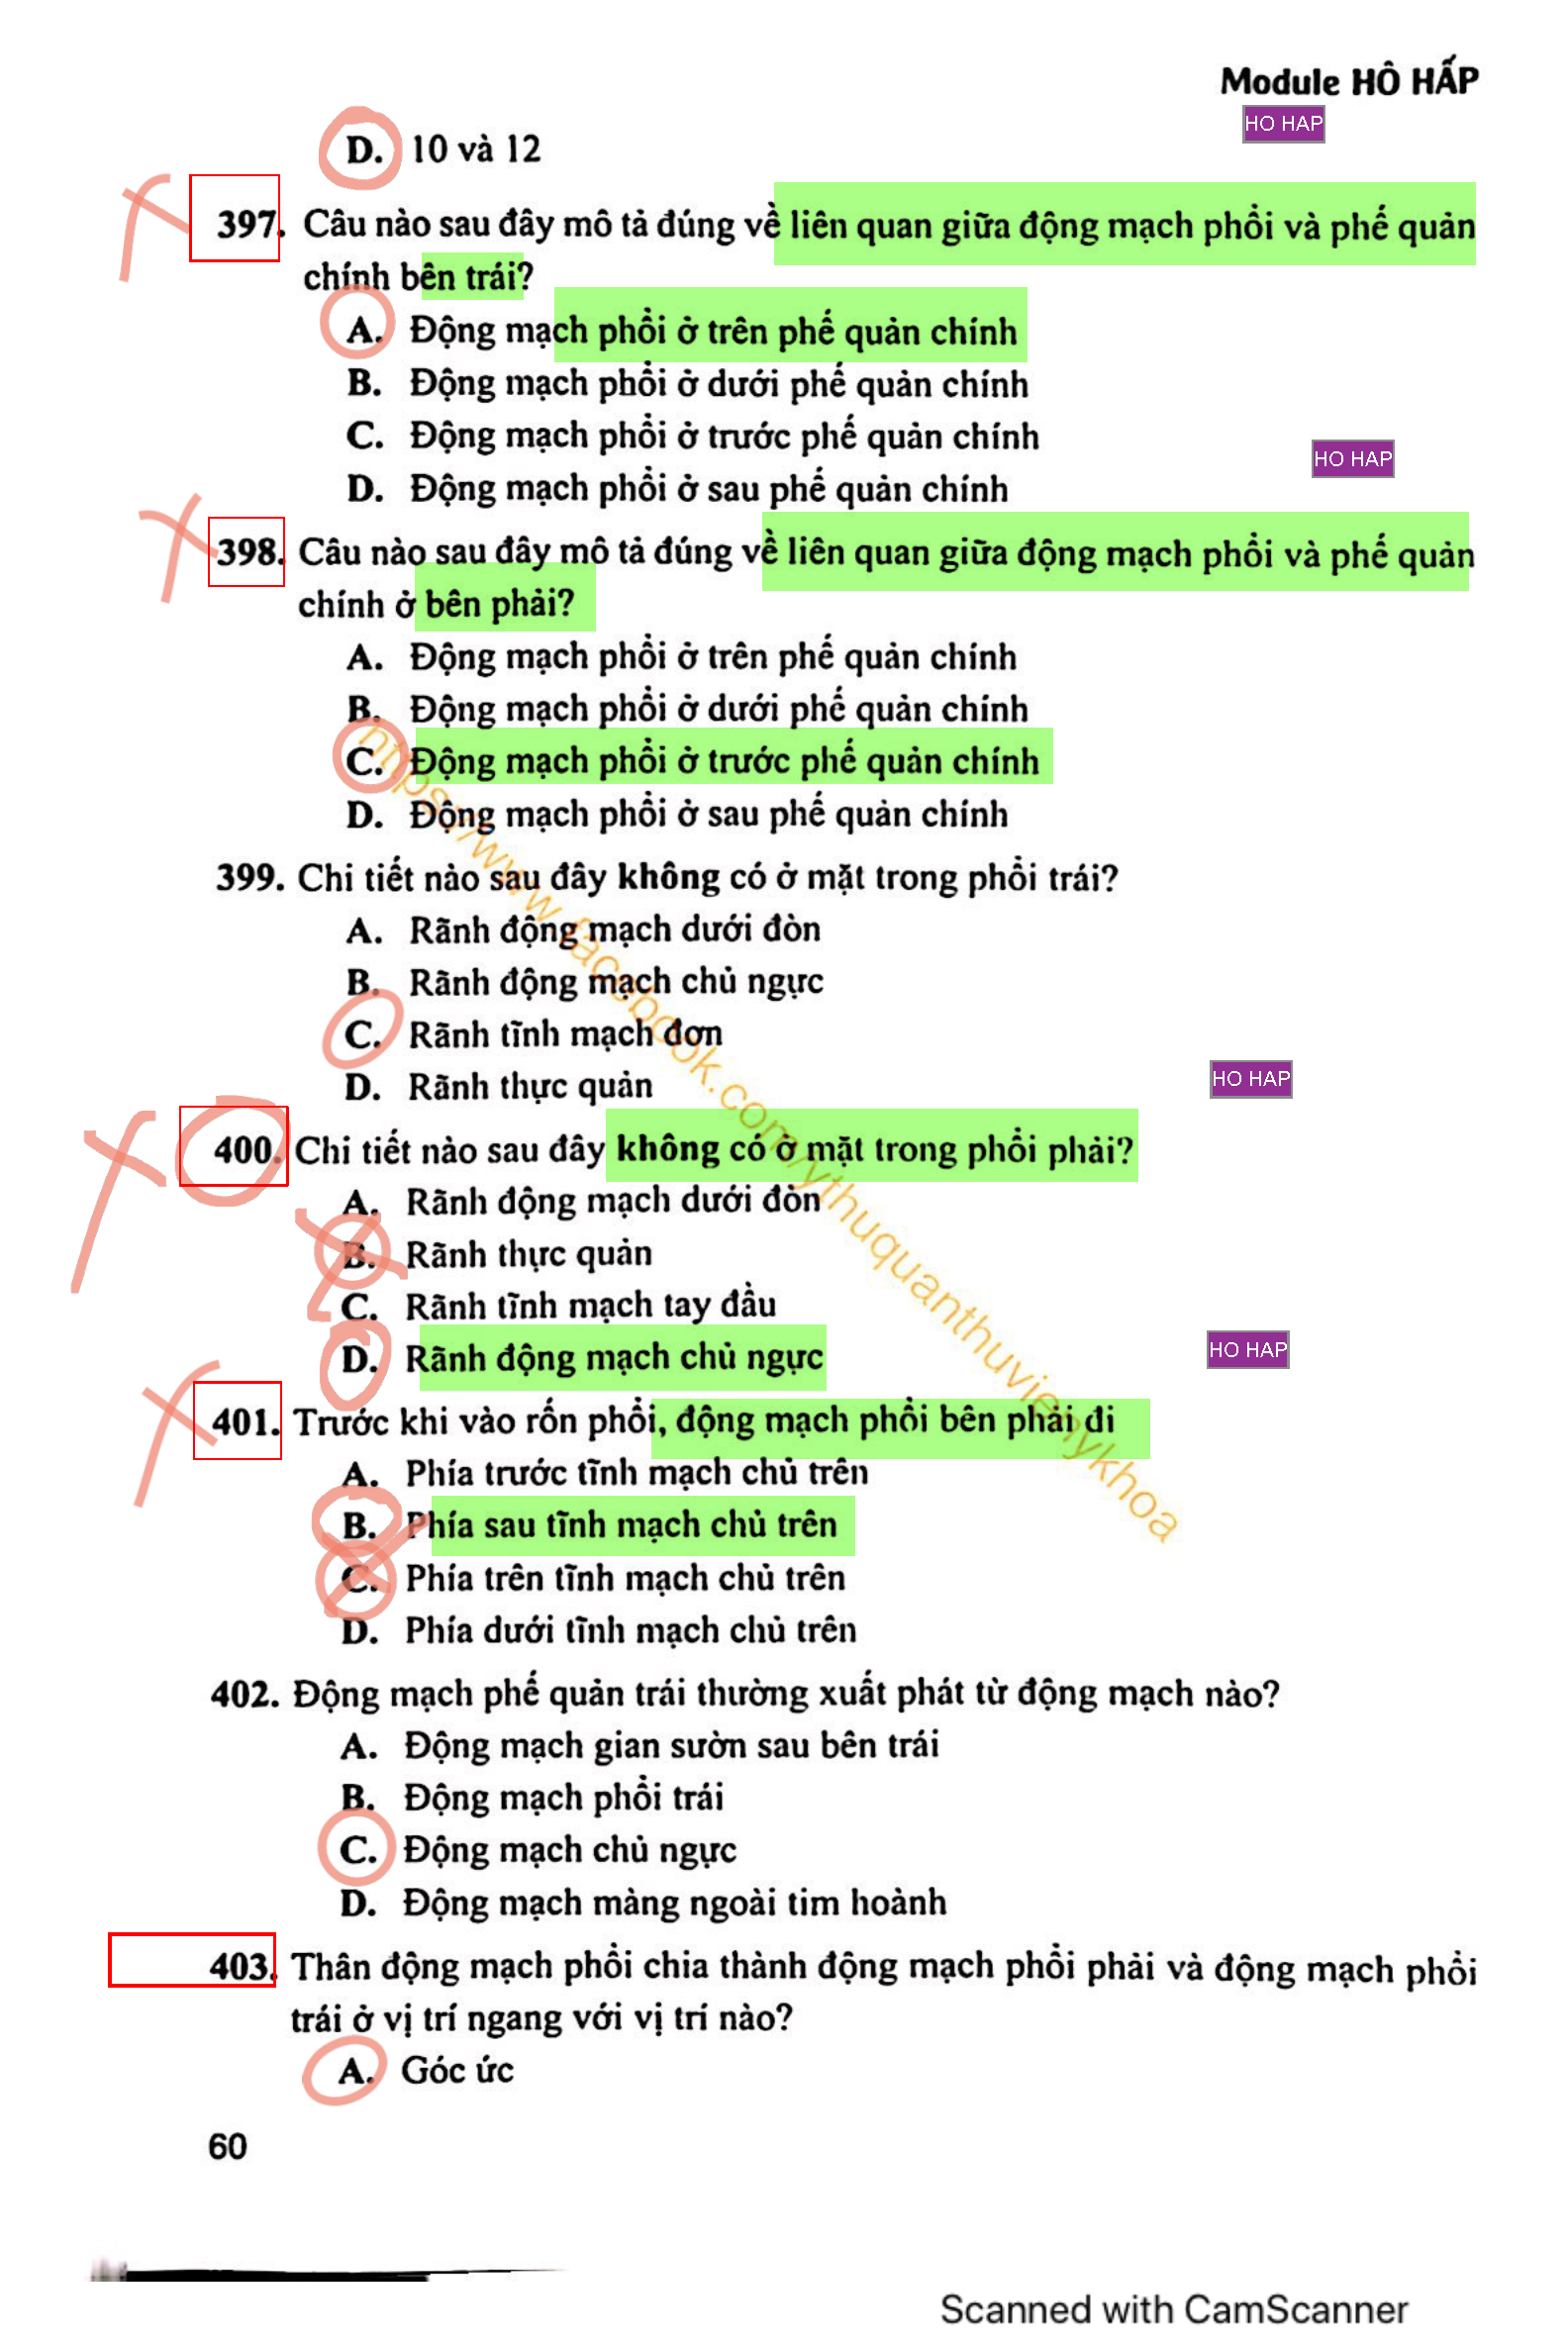 Module HÔ HẤP
HO HAP
D. 10 và 12
397. Câu nào sau đây mô tả đúng về liên quan giữa động mạch phổi và phế quản
chính bên trái?
A. Động mạch phổi ở trên phế quản chính
B. Động mạch phổi ở dưới phế quản chính
C. Động mạch phổi ở trước phế quản chính
HO HAP
D. Động mạch phổi ở sau phế quản chính
398. Câu nào sau đây mô tả đúng về liên quan giữa động mạch phổi và phế quản
chính ở bên phải?
A. Động mạch phổi ở trên phế quản chính
B. Động mạch phổi ở dưới phế quản chính
C. Động mạch phổi ở trước phế quản chính
D. Động mạch phổi ở sau phế quản chính
https://www.facebook.com/ythuquanthuvienykhoa
399. Chi tiết nào sau đây không có ở mặt trong phổi trái?
A. Rãnh động mạch dưới đòn
B. Rãnh động mạch chủ ngực
C. Rãnh tĩnh mạch đơn
D. Rãnh thực quản
HO HAP
400. Chi tiết nào sau đây không có ở mặt trong phổi phải?
A. Rãnh động mạch dưới đòn
B. Rãnh thực quản
C. Rãnh tĩnh mạch tay đầu
D. Rãnh động mạch chủ ngực
HO HAP
401. Trước khi vào rốn phổi, động mạch phổi bên phải đi
A. Phía trước tĩnh mạch chủ trên
B. Phía sau tĩnh mạch chủ trên
C. Phía trên tĩnh mạch chủ trên
D. Phía dưới tĩnh mạch chủ trên
402. Động mạch phế quản trái thường xuất phát từ động mạch nào?
A. Động mạch gian sườn sau bên trái
B. Động mạch phổi trái
C. Động mạch chủ ngực
D. Động mạch màng ngoài tim hoành
403. Thân động mạch phổi chia thành động mạch phổi phải và động mạch phổi
trái ở vị trí ngang với vị trí nào?
A. Góc ức
60
Scanned with CamScanner